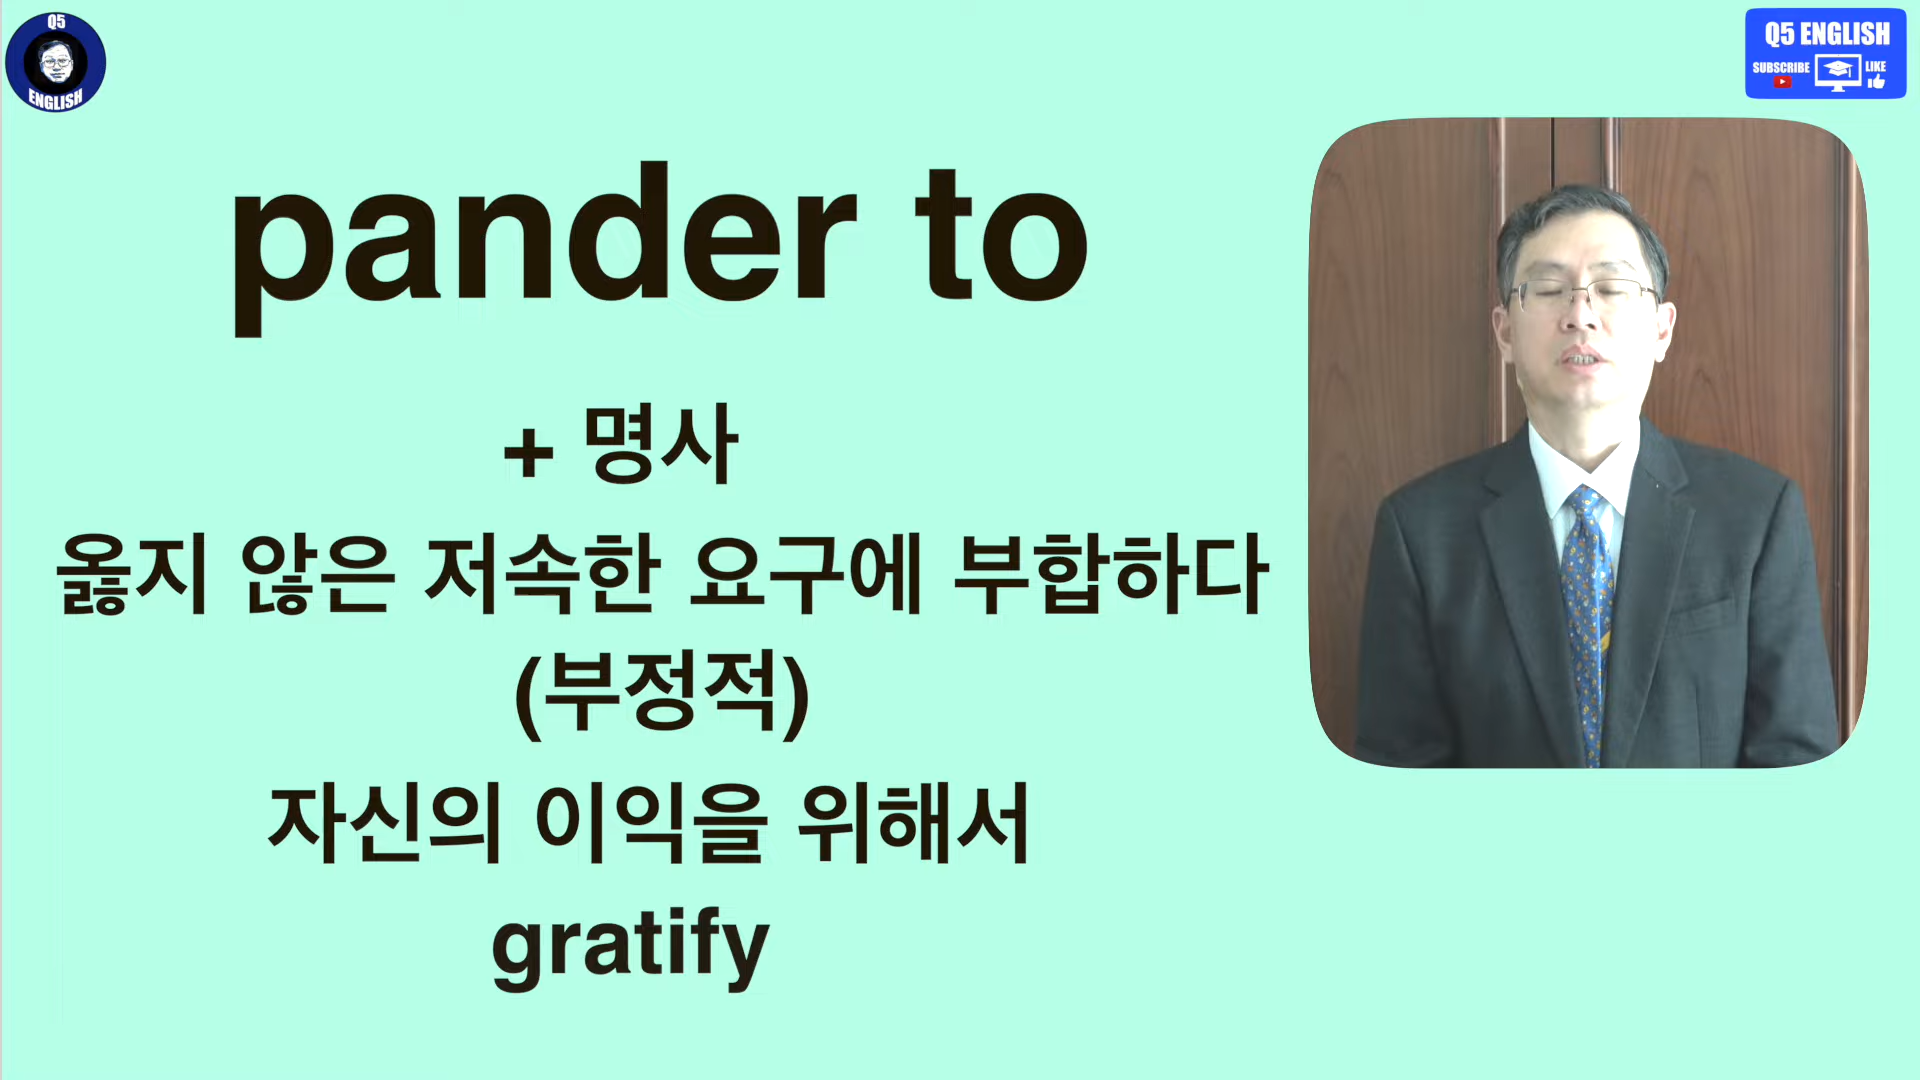 Q5
ENGLISH
Q5 ENGLISH
SUBSCRIBE
LIKE
pander to
+ 명사
옳지 않은 저속한 요구에 부합하다
(부정적)
자신의 이익을 위해서
gratify